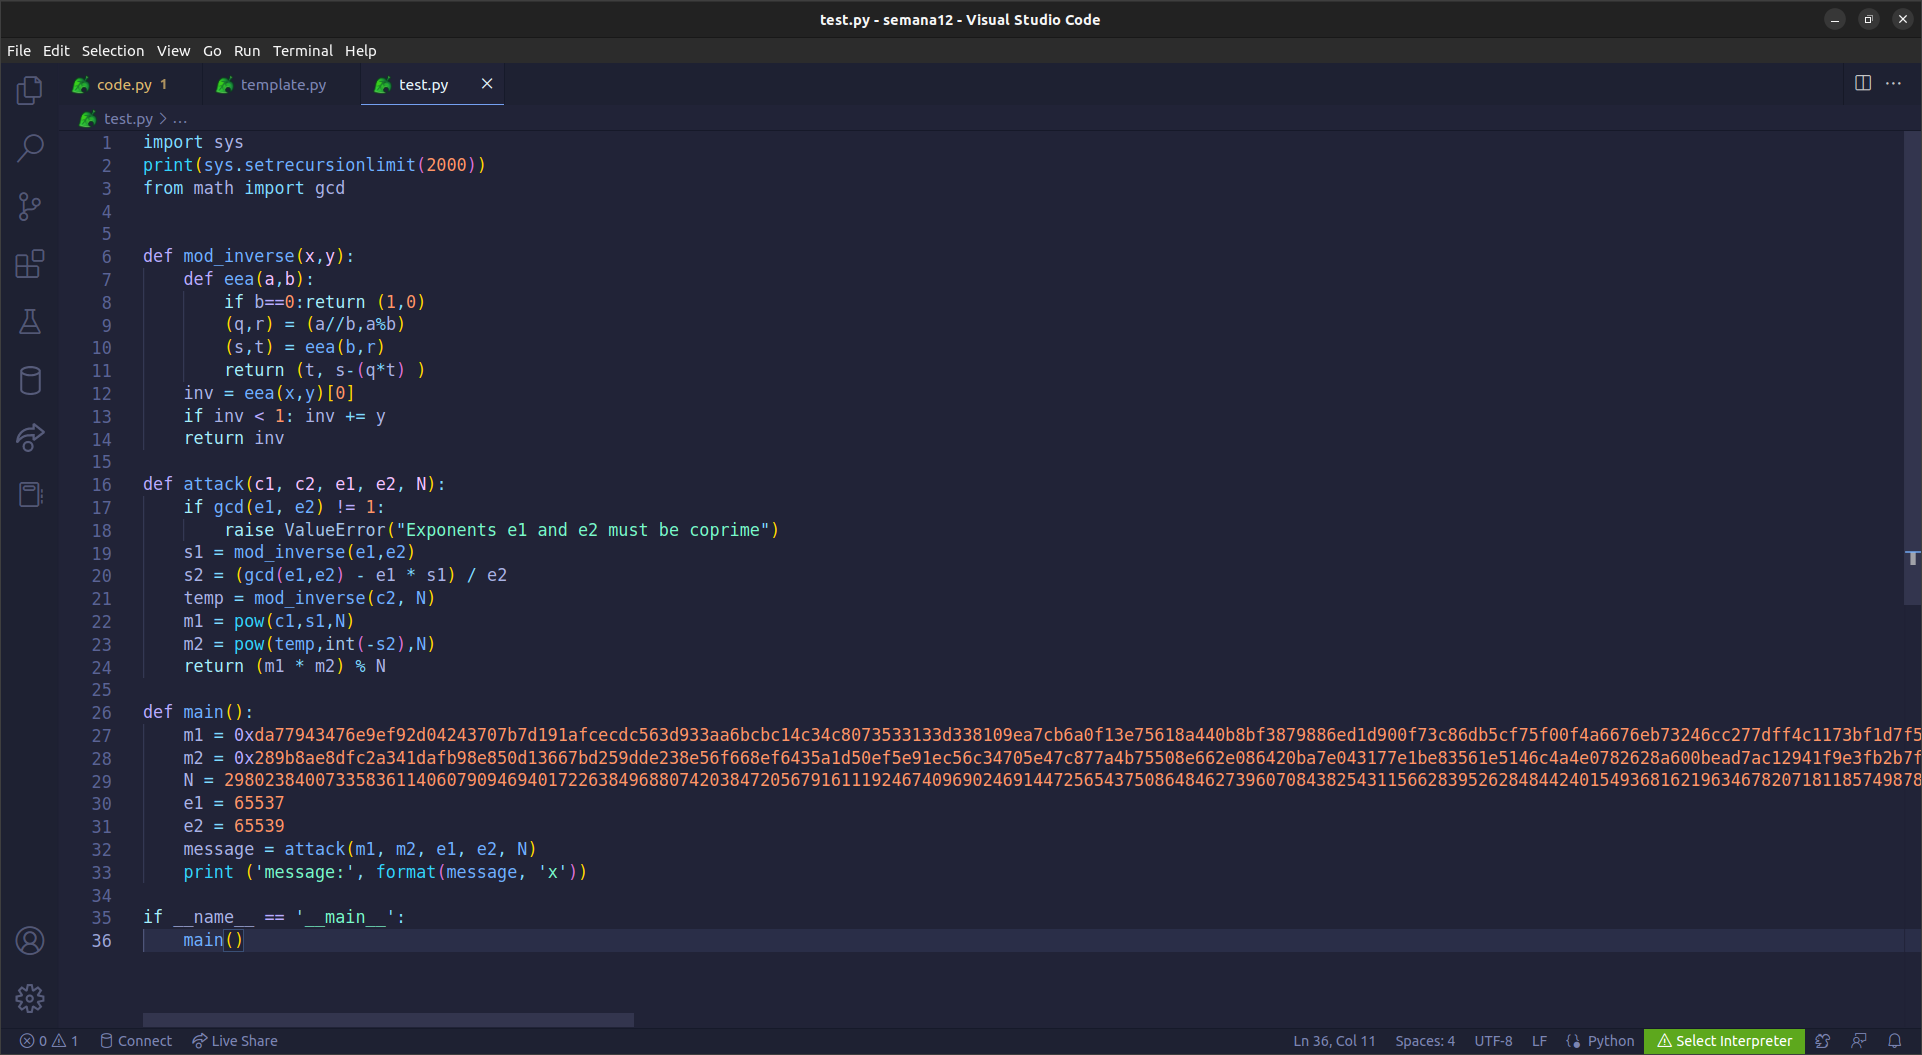 test.py - semana12 - Visual Studio Code
File Edit Selection View Go Run Terminal Help
code.py 1 template.py test.py
test.py > ...
1 import sys
2 print(sys.setrecursionlimit(2000))
3 from math import gcd
4
5
6 def mod_inverse(x,y):
7     def eea(a,b):
8         if b==0:return (1,0)
9         (q,r) = (a//b,a%b)
10         (s,t) = eea(b,r)
11         return (t, s-(q*t) )
12     inv = eea(x,y)[0]
13     if inv < 1: inv += y
14     return inv
15
16 def attack(c1, c2, e1, e2, N):
17     if gcd(e1, e2) != 1:
18         raise ValueError("Exponents e1 and e2 must be coprime")
19     s1 = mod_inverse(e1,e2)
20     s2 = (gcd(e1,e2) - e1 * s1) / e2
21     temp = mod_inverse(c2, N)
22     m1 = pow(c1,s1,N)
23     m2 = pow(temp,int(-s2),N)
24     return (m1 * m2) % N
25
26 def main():
27     m1 = 0xda77943476e9ef92d04243707b7d191afcecdc563d933aa6bcbc14c34c8073533133d338109ea7cb6a0f13e75618a440b8bf3879886ed1d900f73c86db5cf75f00f4a6676eb73246cc277dff4c1173bf1d7f5
28     m2 = 0x289b8ae8dfc2a341dafb98e850d13667bd259dde238e56f668ef6435a1d50ef5e91ec56c34705e47c877a4b75508e662e086420ba7e043177e1be83561e5146c4a4e0782628a600bead7ac12941f9e3fb2b7f
29     N = 298023840073358361140607909469401722638496880742038472056791611192467409690246914472565437508648462739607084382543115662839526284844240154936816219634678207181185749878
30     e1 = 65537
31     e2 = 65539
32     message = attack(m1, m2, e1, e2, N)
33     print ('message:', format(message, 'x'))
34
35 if __name__ == '__main__':
36     main()
0 1 Connect Live Share Ln 36, Col 11 Spaces: 4 UTF-8 LF Python Select Interpreter